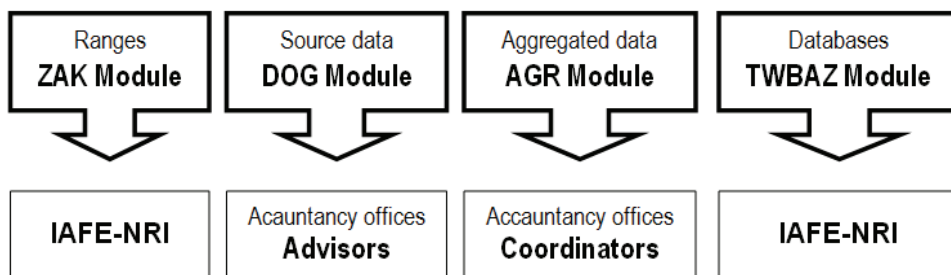 Ranges
ZAK Module
Source data
DOG Module
Aggregated data
AGR Module
Databases
TWBAZ Module
IAFE-NRI
Acauntancy offices
Advisors
Accauntancy offices
Coordinators
IAFE-NRI